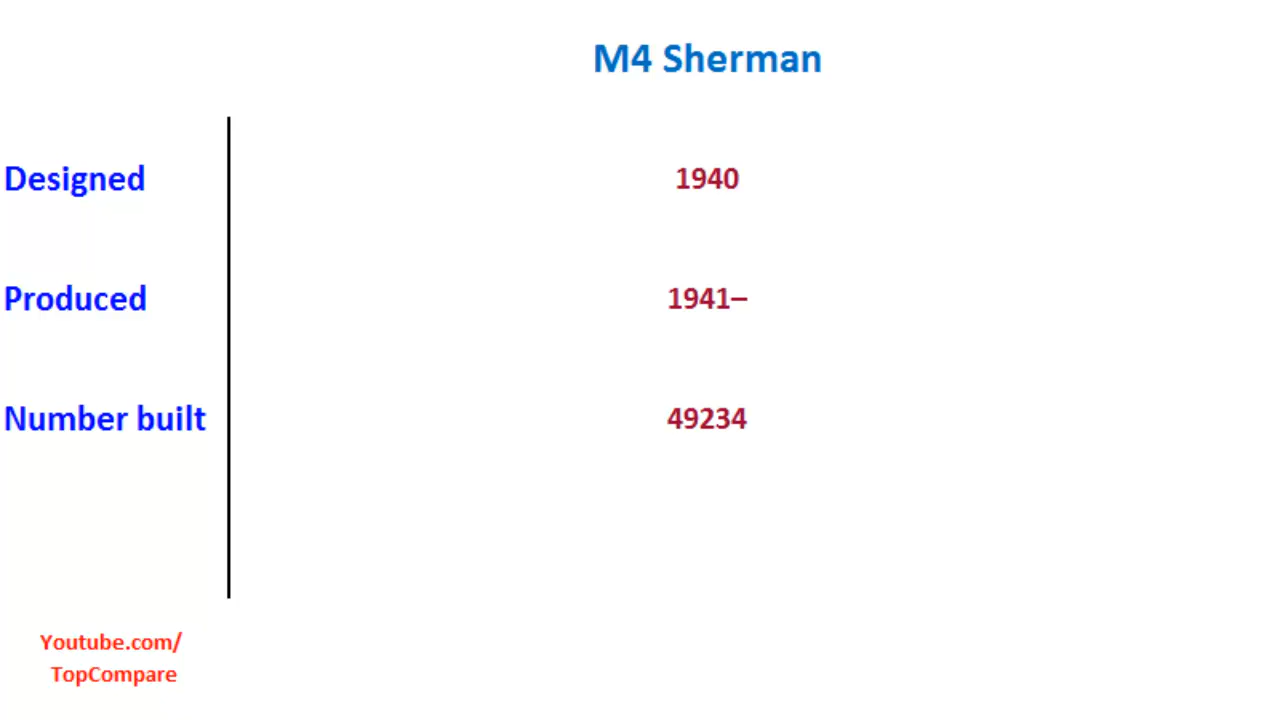 M4 Sherman
Designed 1940
Produced 1941–
Number built 49234
Youtube.com/
TopCompare